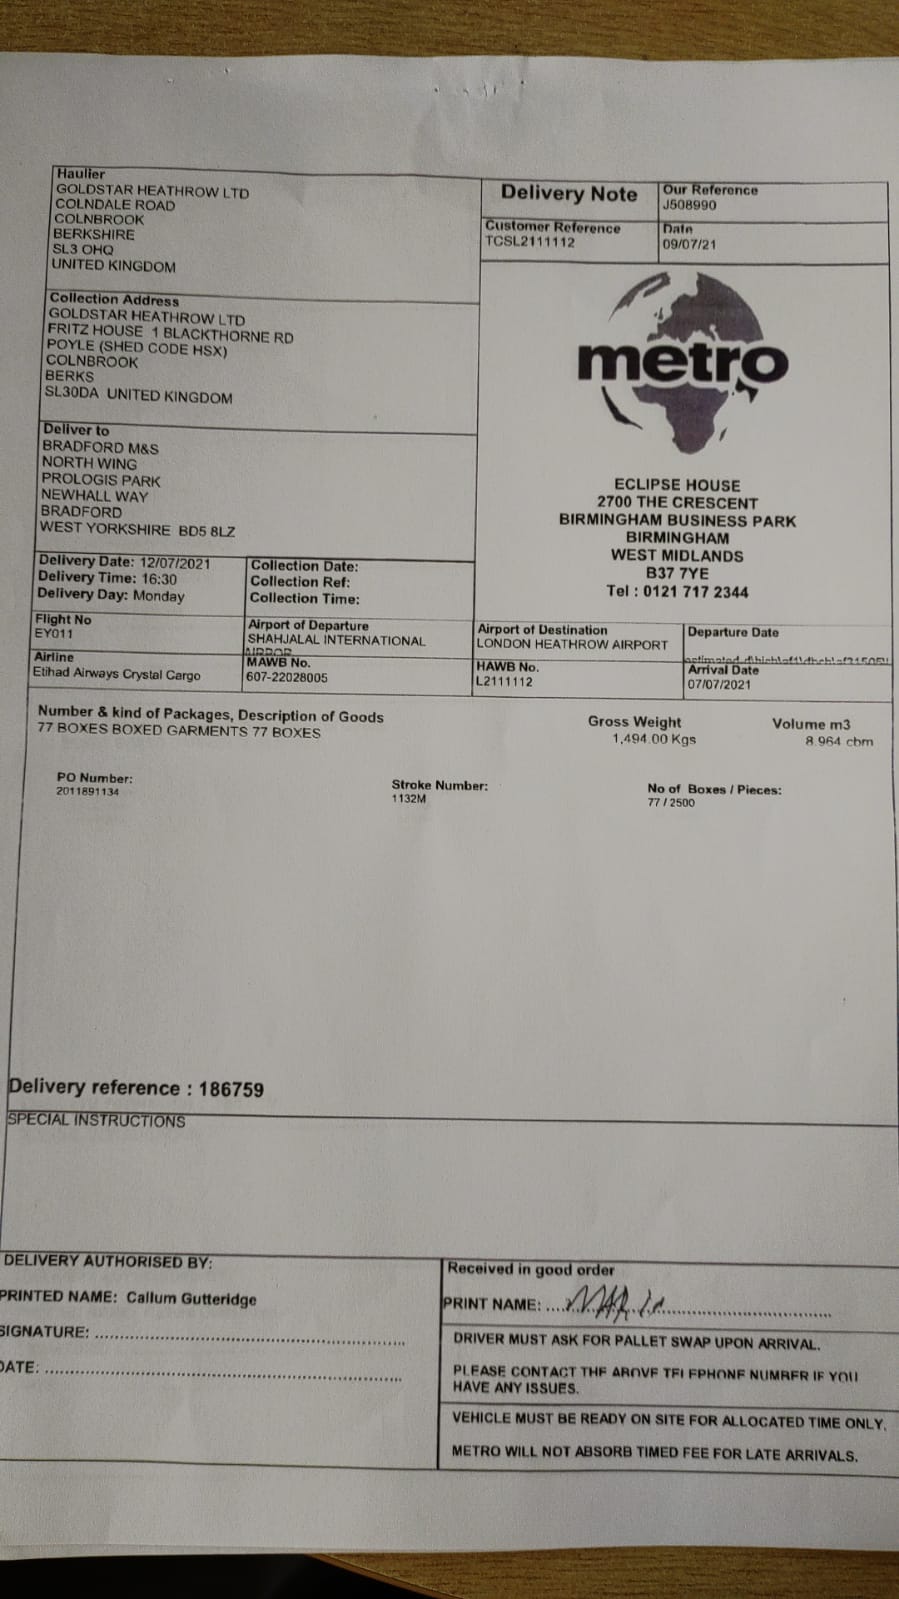 Haulier
GOLDSTAR HEATHROW LTD
COLNDALE ROAD
COLNBROOK
BERKSHIRE
SL3 OHQ
UNITED KINGDOM
Delivery Note
Our Reference
J508990
Customer Reference
TCSL2111112
Date
09/07/21
Collection Address
GOLDSTAR HEATHROW LTD
FRITZ HOUSE 1 BLACKTHORNE RD
POYLE (SHED CODE HSX)
COLNBROOK
BERKS
SL30DA UNITED KINGDOM
metro
Deliver to
BRADFORD M&S
NORTH WING
PROLOGIS PARK
NEWHALL WAY
BRADFORD
WEST YORKSHIRE BD5 8LZ
ECLIPSE HOUSE
2700 THE CRESCENT
BIRMINGHAM BUSINESS PARK
BIRMINGHAM
WEST MIDLANDS
B37 7YE
Tel : 0121 717 2344
Delivery Date: 12/07/2021
Delivery Time: 16:30
Delivery Day: Monday
Collection Date:
Collection Ref:
Collection Time:
Flight No
EY011
Airport of Departure
SHAHJALAL INTERNATIONAL
Airport of Destination
LONDON HEATHROW AIRPORT
Departure Date
Airline
Etihad Airways Crystal Cargo
MAWB No.
607-22028005
HAWB No.
L2111112
Arrival Date
07/07/2021
Number & kind of Packages, Description of Goods
77 BOXES BOXED GARMENTS 77 BOXES
Gross Weight
1,494.00 Kgs
Volume m3
8.964 cbm
PO Number:
2011891134
Stroke Number:
1132M
No of Boxes / Pieces:
77 / 2500
Delivery reference : 186759
SPECIAL INSTRUCTIONS
DELIVERY AUTHORISED BY:
PRINTED NAME: Callum Gutteridge
SIGNATURE:
DATE:
Received in good order
PRINT NAME:
DRIVER MUST ASK FOR PALLET SWAP UPON ARRIVAL.
PLEASE CONTACT THE ABOVE TELEPHONE NUMBER IF YOU
HAVE ANY ISSUES.
VEHICLE MUST BE READY ON SITE FOR ALLOCATED TIME ONLY.
METRO WILL NOT ABSORB TIMED FEE FOR LATE ARRIVALS.